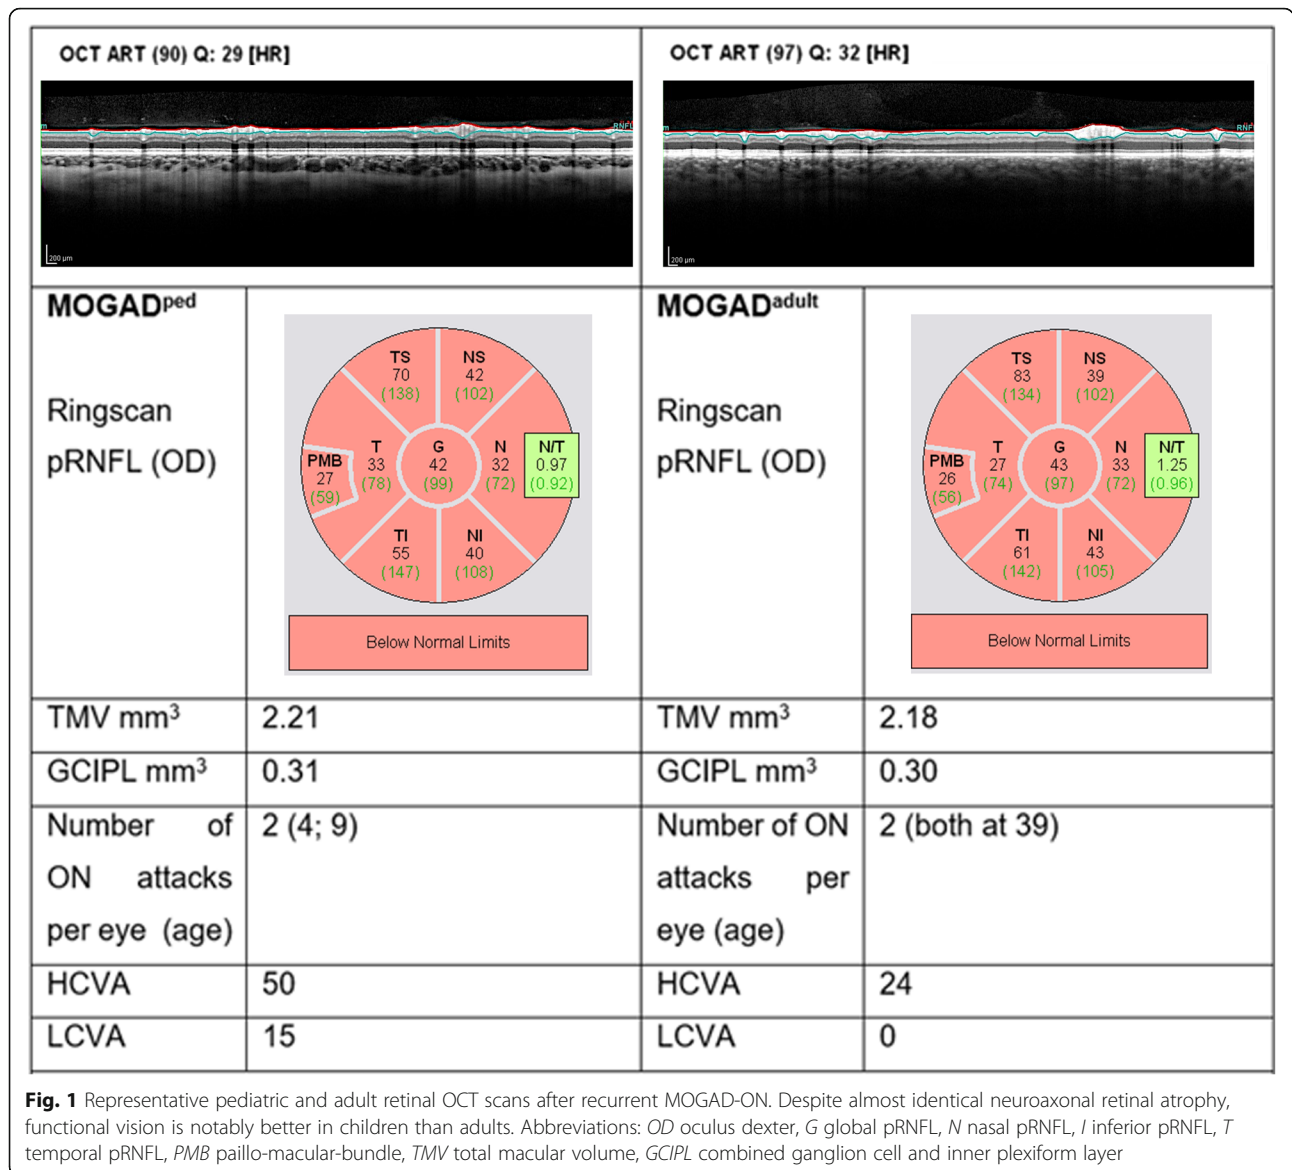 OCT ART (90) Q: 29 [HR]
OCT ART (97) Q: 32 [HR]
RNFL
200 µm
RNFL
200 µm
MOGADped
Ringscan
pRNFL (OD)
TS
70
(138)
NS
42
(102)
PMB
27
(59)
T
33
(78)
G
42
(99)
N
32
(72)
N/T
0.97
(0.92)
TI
55
(147)
NI
40
(108)
Below Normal Limits
MOGADadult
Ringscan
pRNFL (OD)
TS
83
(134)
NS
39
(102)
PMB
26
(56)
T
27
(74)
G
43
(97)
N
33
(72)
N/T
1.25
(0.96)
TI
61
(142)
NI
43
(105)
Below Normal Limits
TMV mm3 2.21 TMV mm3 2.18
GCIPL mm3 0.31 GCIPL mm3 0.30
Number of 2 (4; 9) Number of ON 2 (both at 39)
ON attacks attacks per
per eye (age) eye (age)
HCVA 50 HCVA 24
LCVA 15 LCVA 0
Fig. 1 Representative pediatric and adult retinal OCT scans after recurrent MOGAD-ON. Despite almost identical neuroaxonal retinal atrophy,
functional vision is notably better in children than adults. Abbreviations: OD oculus dexter, G global pRNFL, N nasal pRNFL, I inferior pRNFL, T
temporal pRNFL, PMB paillo-macular-bundle, TMV total macular volume, GCIPL combined ganglion cell and inner plexiform layer